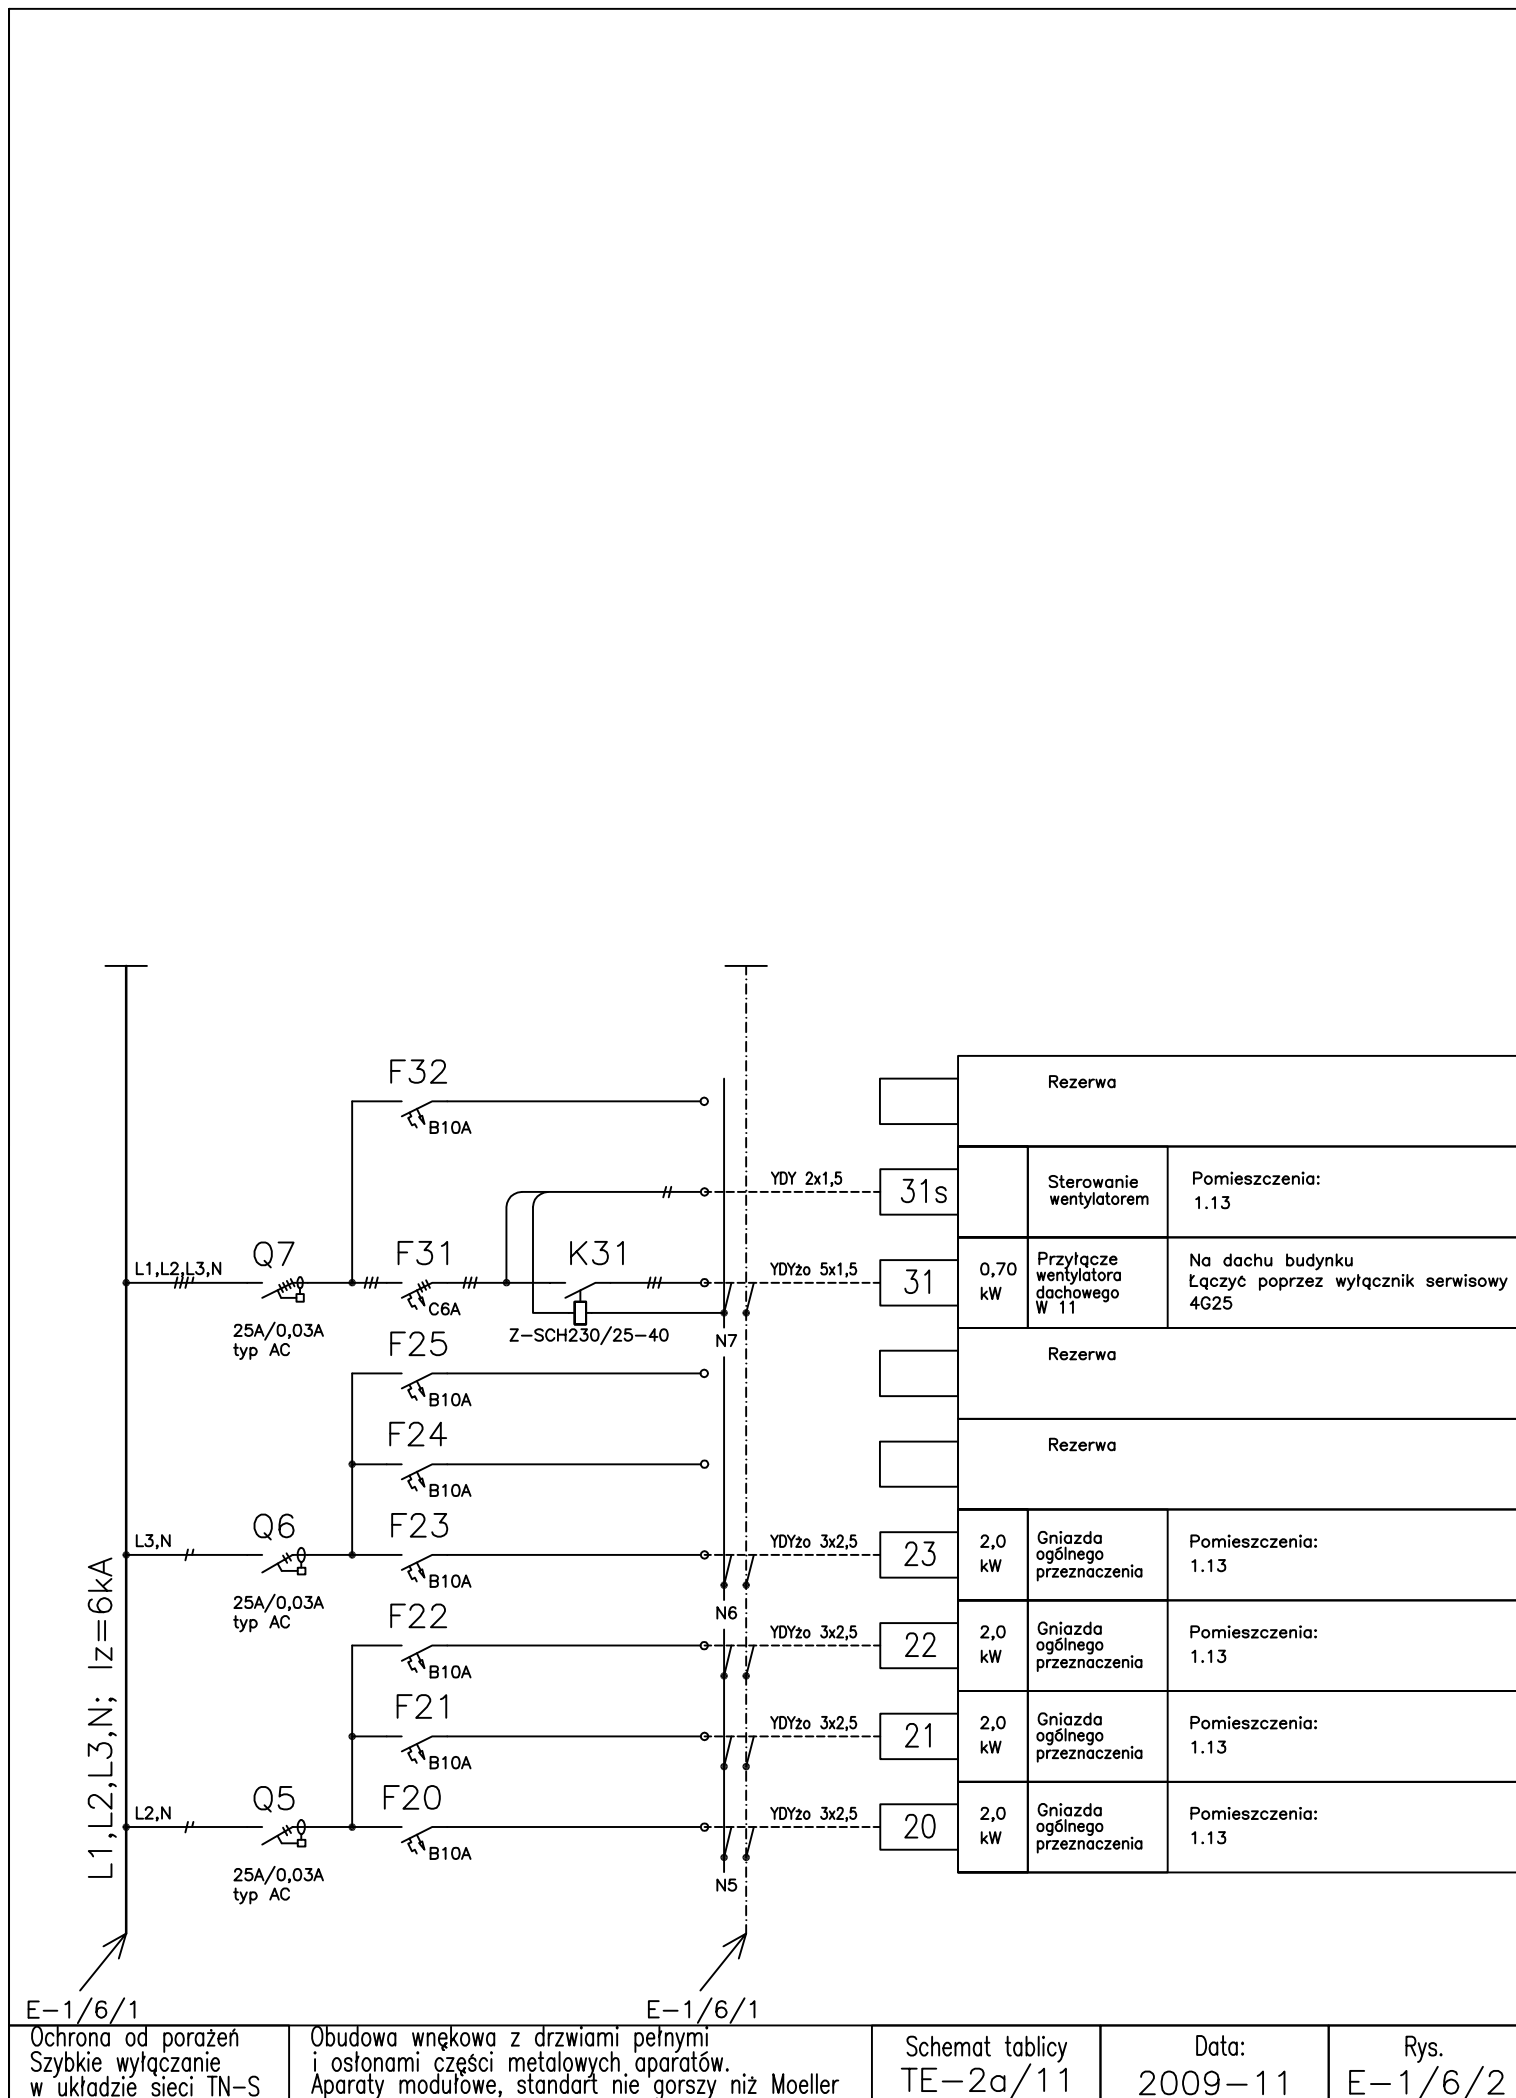 F32
B10A
Rezerwa
YDY 2x1,5
31s
Sterowanie
wentylatorem
Pomieszczenia:
1.13
L1,L2,L3,N
Q7
25A/0,03A
typ AC
F31
C6A
K31
Z-SCH230/25-40
N7
YDYżo 5x1,5
31
0,70
kW
Przyłącze
wentylatora
dachowego
W 11
Na dachu budynku
Łączyć poprzez wyłącznik serwisowy
4G25
F25
B10A
Rezerwa
F24
B10A
Rezerwa
L3,N
Q6
25A/0,03A
typ AC
F23
B10A
N6
YDYżo 3x2,5
23
2,0
kW
Gniazda
ogólnego
przeznaczenia
Pomieszczenia:
1.13
F22
B10A
YDYżo 3x2,5
22
2,0
kW
Gniazda
ogólnego
przeznaczenia
Pomieszczenia:
1.13
F21
B10A
YDYżo 3x2,5
21
2,0
kW
Gniazda
ogólnego
przeznaczenia
Pomieszczenia:
1.13
L2,N
Q5
25A/0,03A
typ AC
F20
B10A
N5
YDYżo 3x2,5
20
2,0
kW
Gniazda
ogólnego
przeznaczenia
Pomieszczenia:
1.13
L1,L2,L3,N; Iz=6kA
E-1/6/1
E-1/6/1
Ochrona od porażeń
Szybkie wyłączanie
w układzie sieci TN-S
Obudowa wnękowa z drzwiami pełnymi
i osłonami części metalowych aparatów.
Aparaty modułowe, standart nie gorszy niż Moeller
Schemat tablicy
TE-2a/11
Data:
2009-11
Rys.
E-1/6/2